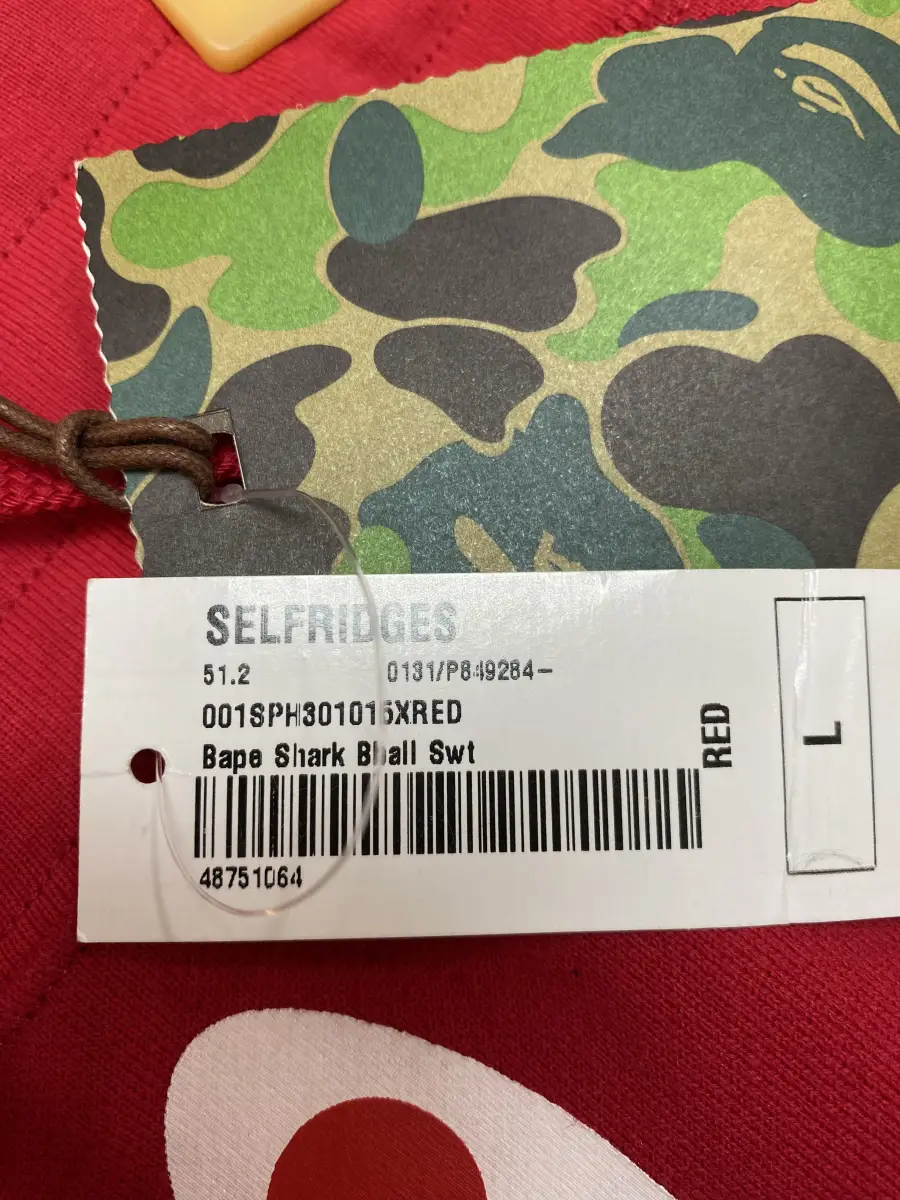 SELFRIDGES
51.2 0131/P849284-
001SPH301015XRED
Bape Shark Bball Swt
48751064
RED
L